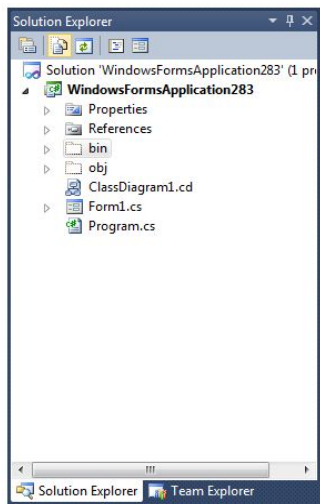 Solution Explorer
Solution 'WindowsFormsApplication283' (1 pr
WindowsFormsApplication283
Properties
References
bin
obj
ClassDiagram1.cd
Form1.cs
Program.cs
Solution Explorer Team Explorer